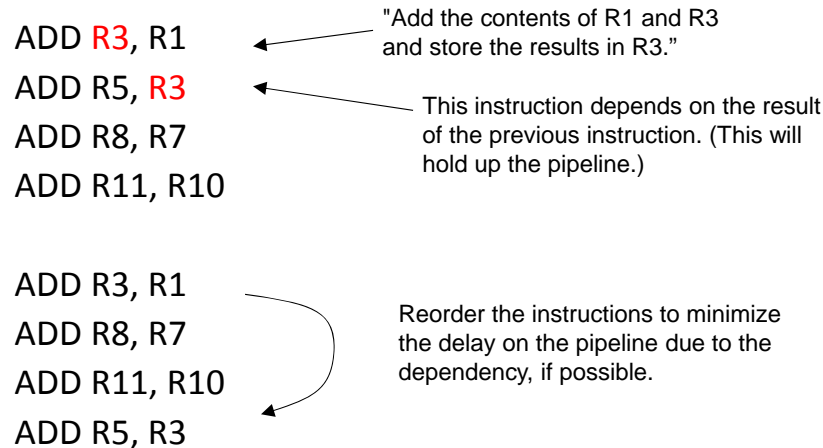 ADD R3, R1
"Add the contents of R1 and R3
and store the results in R3.”
ADD R5, R3
This instruction depends on the result
of the previous instruction. (This will
hold up the pipeline.)
ADD R8, R7
ADD R11, R10
ADD R3, R1
ADD R8, R7
ADD R11, R10
ADD R5, R3
Reorder the instructions to minimize
the delay on the pipeline due to the
dependency, if possible.